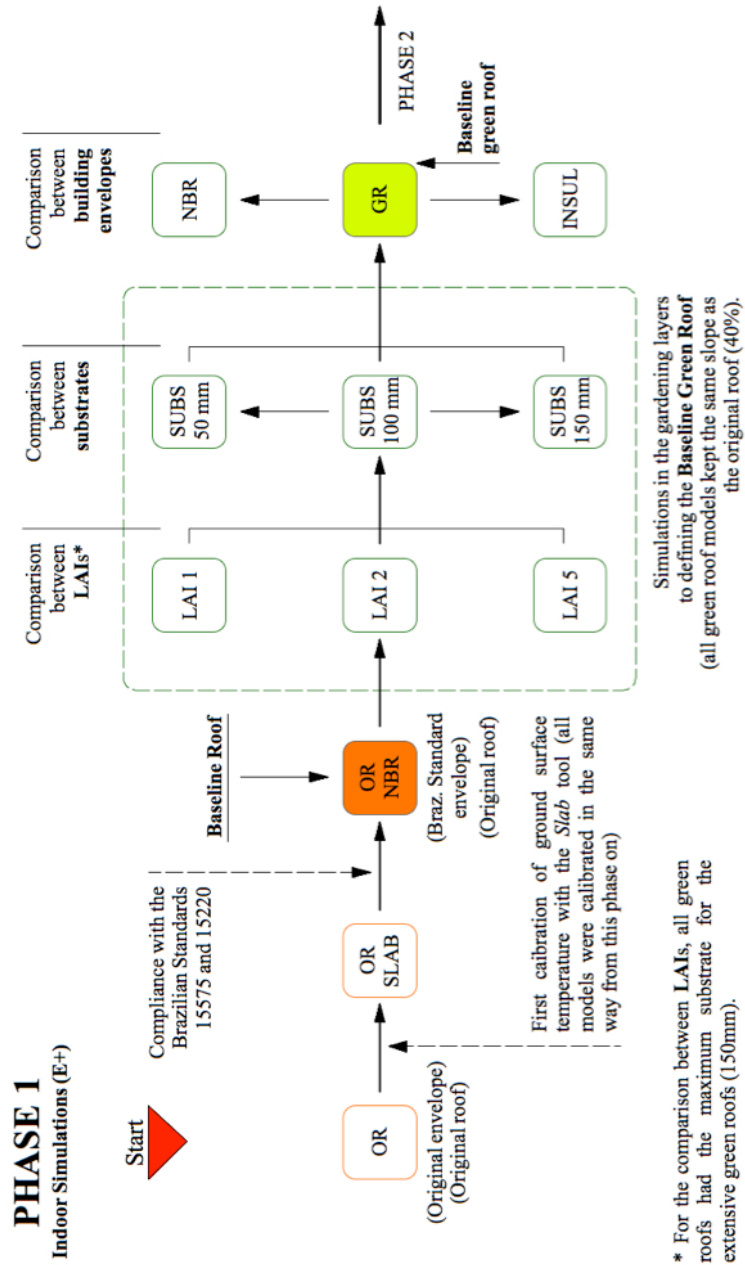 PHASE 1
Indoor Simulations (E+)
Start
Compliance with the
Brazilian Standards
15575 and 15220
Baseline Roof
Comparison
between
LAIs*
Comparison
between
substrates
Comparison
between
building
envelopes
OR
(Original envelope)
(Original roof)
OR
SLAB
OR
NBR
(Braz. Standard
envelope)
(Original roof)
LAI 1
LAI 2
LAI 5
SUBS
50 mm
SUBS
100 mm
SUBS
150 mm
NBR
GR
INSUL
Baseline
green roof
PHASE 2
First caibration of ground surface
temperature with the Slab tool (all
models were calibrated in the same
way from this phase on)
Simulations in the gardening layers
to defining the Baseline Green Roof
(all green roof models kept the same slope as
the original roof (40%).
* For the comparison between LAIs, all green
roofs had the maximum substrate for the
extensive green roofs (150mm).